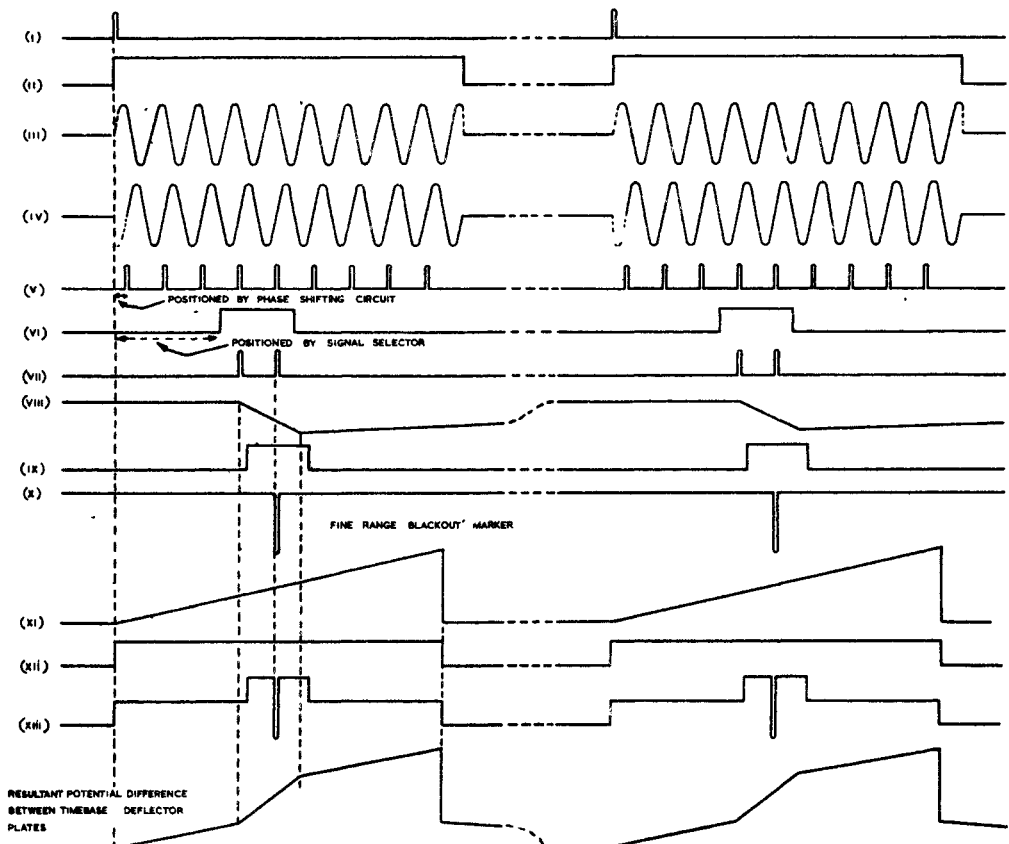 (I)
(II)
(III)
(IV)
(V)
POSITIONED BY PHASE SHIFTING CIRCUIT
(VI)
POSITIONED BY SIGNAL SELECTOR
(VII)
(VIII)
(IX)
(X)
FINE RANGE BLACKOUT' MARKER
(XI)
(XII)
(XIII)
RESULTANT POTENTIAL DIFFERENCE
BETWEEN TIMEBASE DEFLECTOR
PLATES